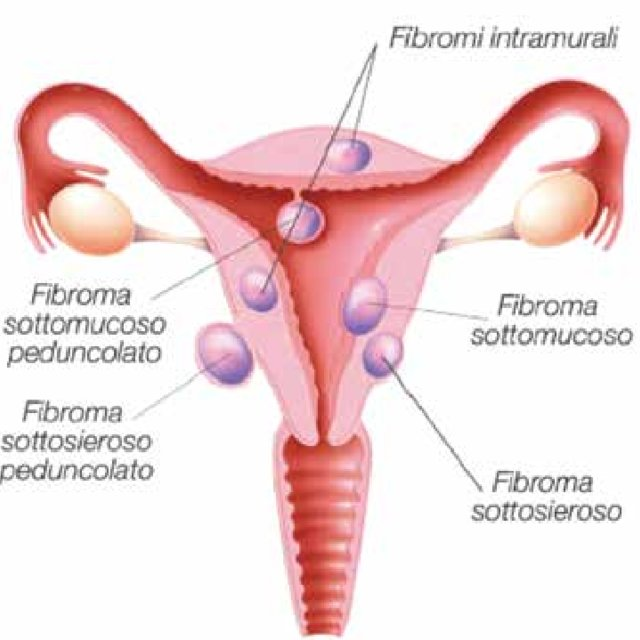 Fibromi intramurali
Fibroma
sottomucoso
peduncolato
Fibroma
sottomucoso
Fibroma
sottosieroso
peduncolato
Fibroma
sottosieroso